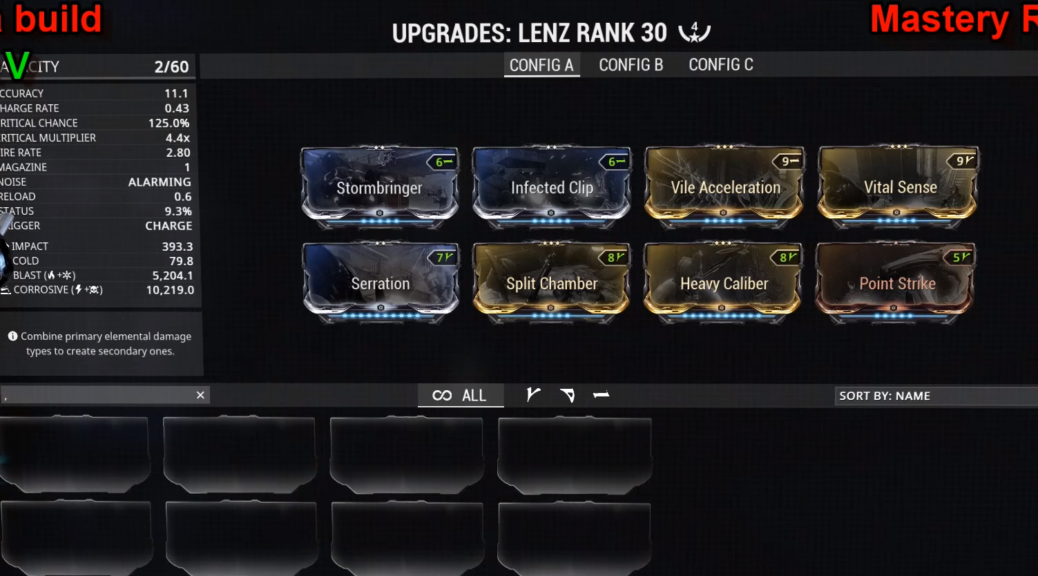 build
Mastery
UPGRADES: LENZ RANK 30 4
V
2/60
CONFIG A CONFIG B CONFIG C
CCURACY 11.1
HARGE RATE 0.43
RITICAL CHANCE 125.0%
RITICAL MULTIPLIER 4.4x
IRE RATE 2.80
MAGAZINE 1
NOISE ALARMING
RELOAD 0.6
STATUS 9.3%
IGGER CHARGE
IMPACT 393.3
COLD 79.8
BLAST ( + ) 5,204.1
CORROSIVE ( + ) 10,219.0
Combine primary elemental damage
types to create secondary ones.
6 6 9 9
Stormbringer Infected Clip Vile Acceleration Vital Sense
7 8 8 5
Serration Split Chamber Heavy Caliber Point Strike
ALL
SORT BY: NAME